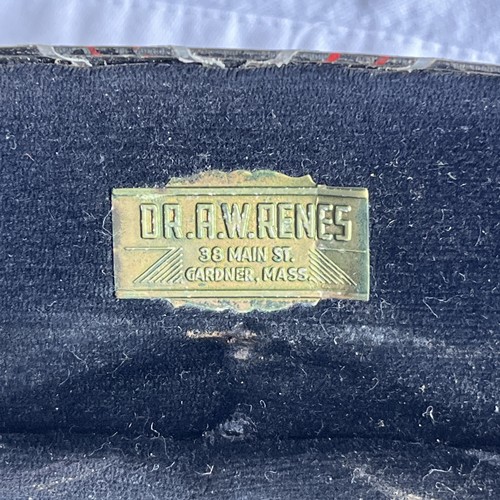 DR. A.W. RENES
38 MAIN ST.
GARDNER, MASS.